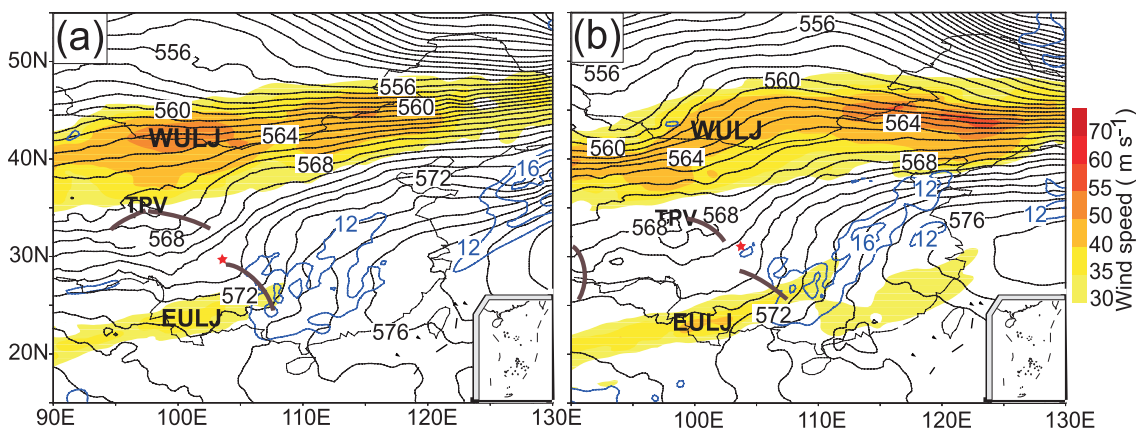 (a)
556
50N
556
560
560
WULJ
564
40N
568
572
16
TPV
12
568
12
30N
572
EULJ
576
20N
90E
100E
110E
120E
130E
(b)
556
556
WULJ
564
560
564
568
12
TPV
568
568
576
16
12
572
EULJ
100E
110E
120E
130E
70
60
55
50
40
35
30
Wind speed ( m s⁻¹)